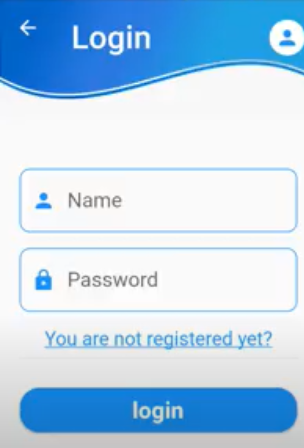 Login
Name
Password
You are not registered yet?
login